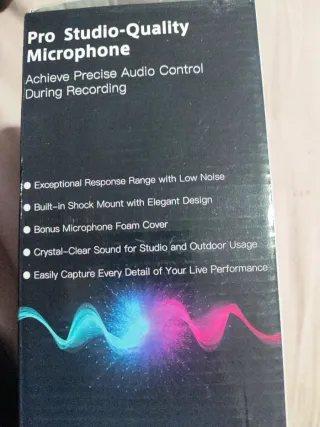 Pro Studio-Quality
Microphone
Achieve Precise Audio Control
During Recording
● Exceptional Response Range with Low Noise
● Built-in Shock Mount with Elegant Design
● Bonus Microphone Foam Cover
● Crystal-Clear Sound for Studio and Outdoor Usage
● Easily Capture Every Detail of Your Live Performance